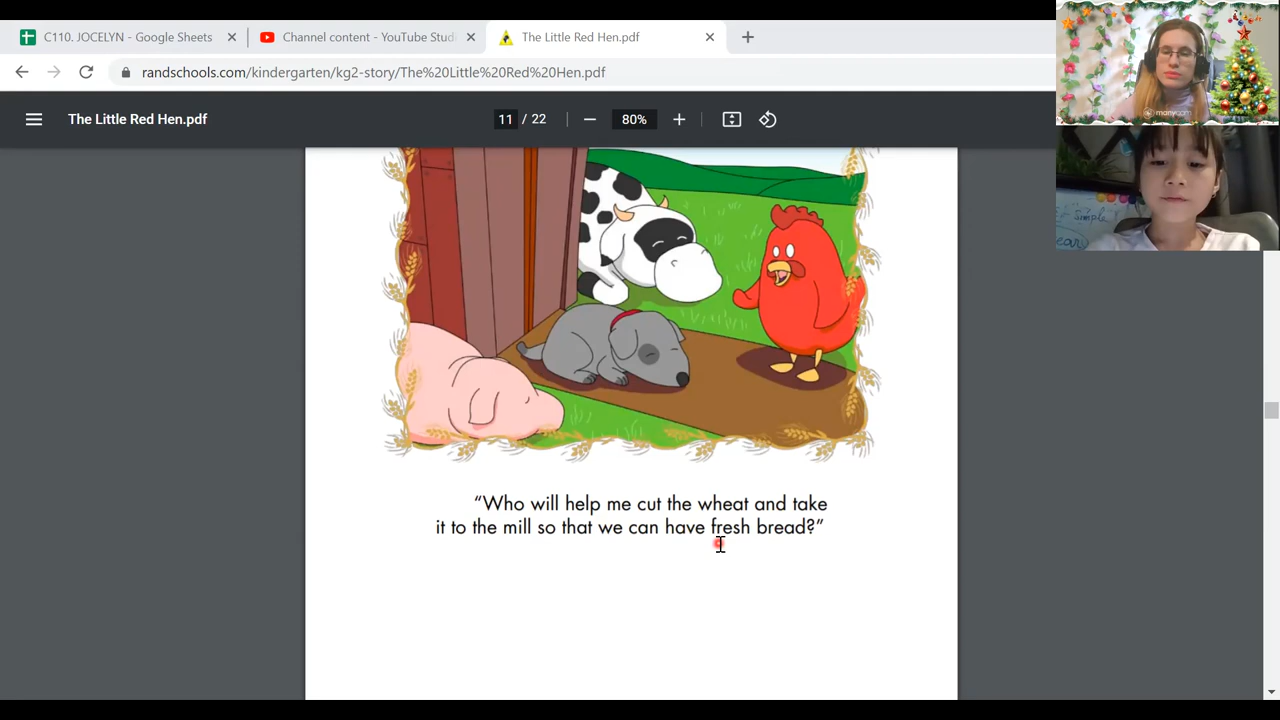 C110. JOCELYN - Google Sheets
Channel content - YouTube Studi
The Little Red Hen.pdf
randschools.com/kindergarten/kg2-story/The%20Little%20Red%20Hen.pdf
The Little Red Hen.pdf
11 / 22
80%
manycam
Simple
"Who will help me cut the wheat and take
it to the mill so that we can have fresh bread?"